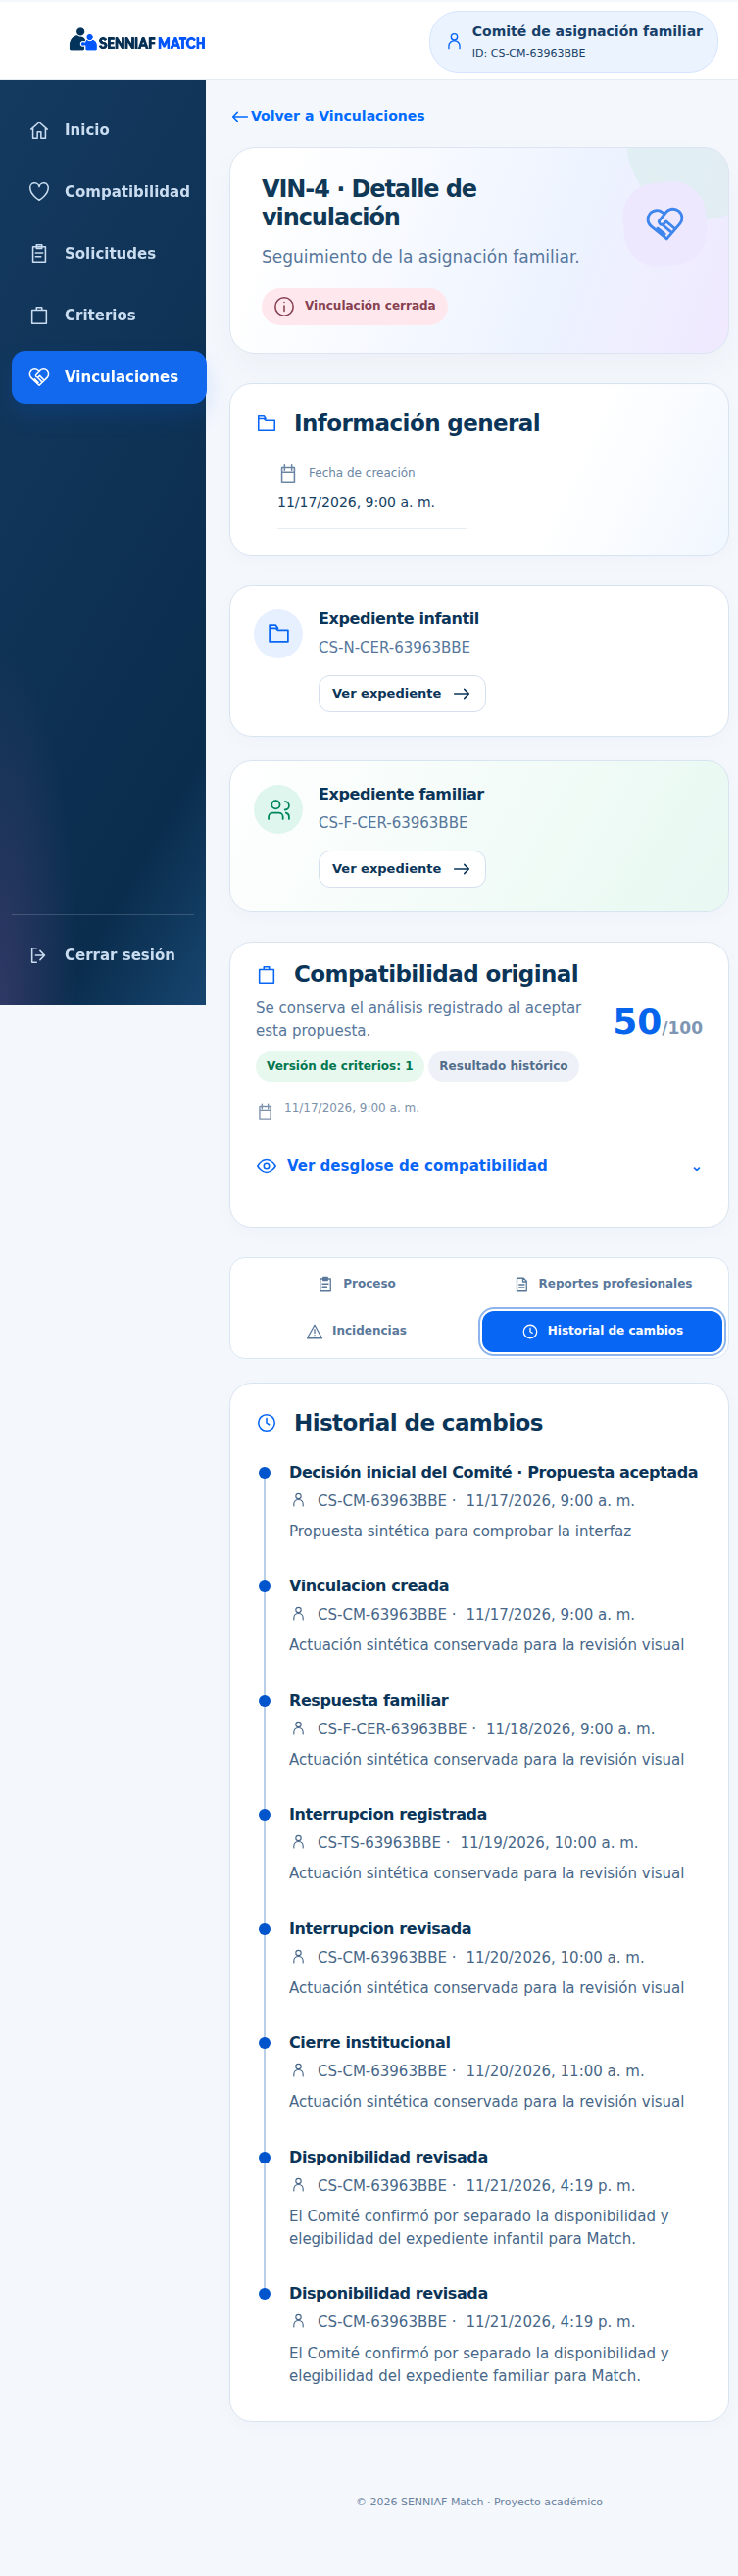 SENNIAF MATCH
Comité de asignación familiar
ID: CS-CM-63963BBE
Inicio
Compatibilidad
Solicitudes
Criterios
Vinculaciones
Cerrar sesión
Volver a Vinculaciones
VIN-4 · Detalle de
vinculación
Seguimiento de la asignación familiar.
Vinculación cerrada
Información general
Fecha de creación
11/17/2026, 9:00 a. m.
Expediente infantil
CS-N-CER-63963BBE
Ver expediente
Expediente familiar
CS-F-CER-63963BBE
Ver expediente
Compatibilidad original
Se conserva el análisis registrado al aceptar
esta propuesta.
50/100
Versión de criterios: 1
Resultado histórico
11/17/2026, 9:00 a. m.
Ver desglose de compatibilidad
Proceso
Reportes profesionales
Incidencias
Historial de cambios
Historial de cambios
Decisión inicial del Comité · Propuesta aceptada
CS-CM-63963BBE · 11/17/2026, 9:00 a. m.
Propuesta sintética para comprobar la interfaz
Vinculacion creada
CS-CM-63963BBE · 11/17/2026, 9:00 a. m.
Actuación sintética conservada para la revisión visual
Respuesta familiar
CS-F-CER-63963BBE · 11/18/2026, 9:00 a. m.
Actuación sintética conservada para la revisión visual
Interrupcion registrada
CS-TS-63963BBE · 11/19/2026, 10:00 a. m.
Actuación sintética conservada para la revisión visual
Interrupcion revisada
CS-CM-63963BBE · 11/20/2026, 10:00 a. m.
Actuación sintética conservada para la revisión visual
Cierre institucional
CS-CM-63963BBE · 11/20/2026, 11:00 a. m.
Actuación sintética conservada para la revisión visual
Disponibilidad revisada
CS-CM-63963BBE · 11/21/2026, 4:19 p. m.
El Comité confirmó por separado la disponibilidad y
elegibilidad del expediente infantil para Match.
Disponibilidad revisada
CS-CM-63963BBE · 11/21/2026, 4:19 p. m.
El Comité confirmó por separado la disponibilidad y
elegibilidad del expediente familiar para Match.
© 2026 SENNIAF Match · Proyecto académico